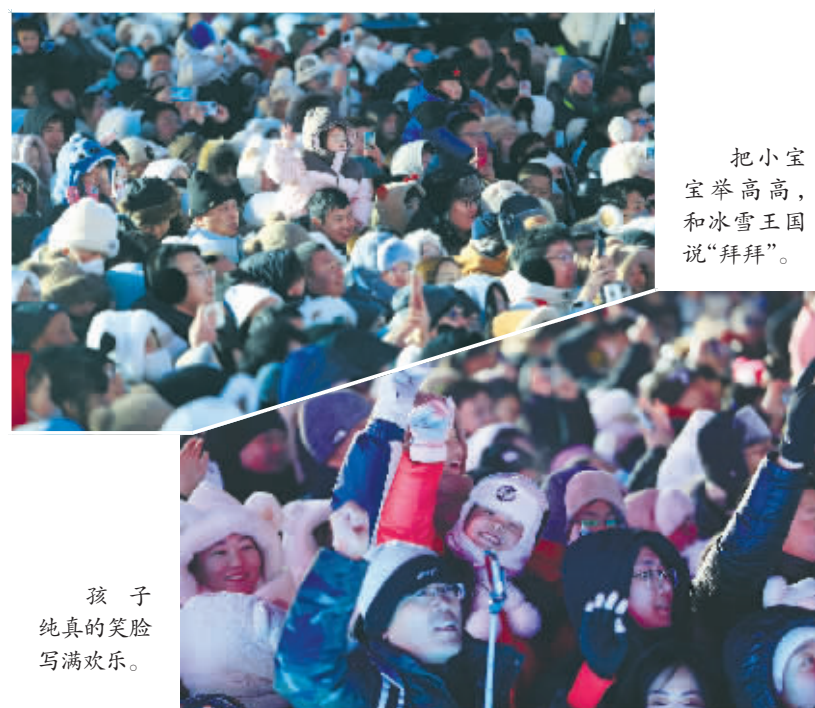 把小宝
宝举高高，
和冰雪王国
说“拜拜”。
孩子
纯真的笑脸
写满欢乐。